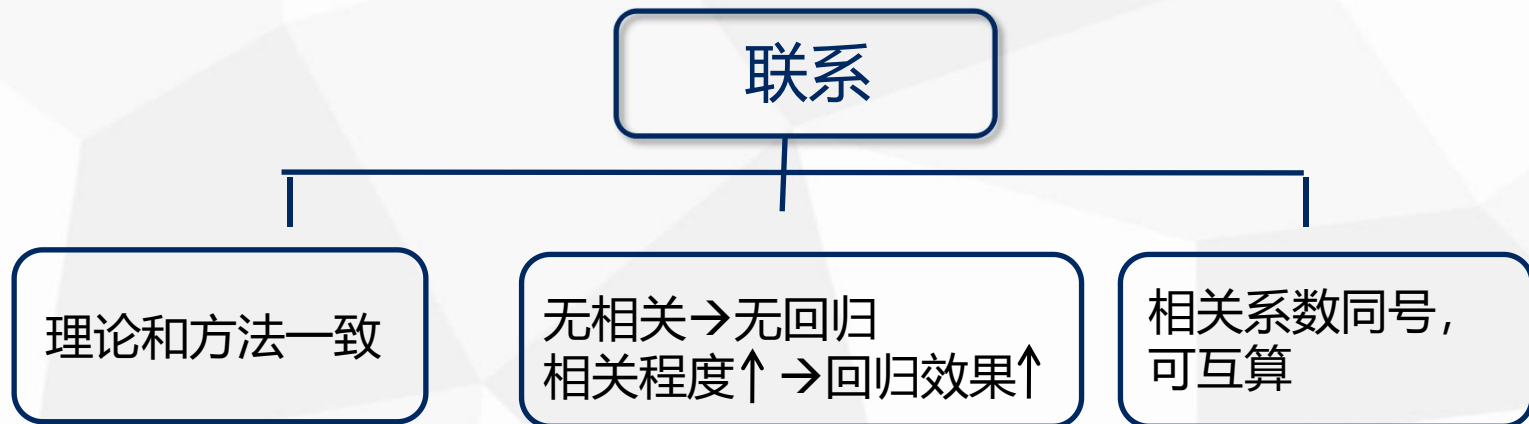 联系
理论和方法一致
无相关→无回归
相关程度↑→回归效果↑
相关系数同号，
可互算